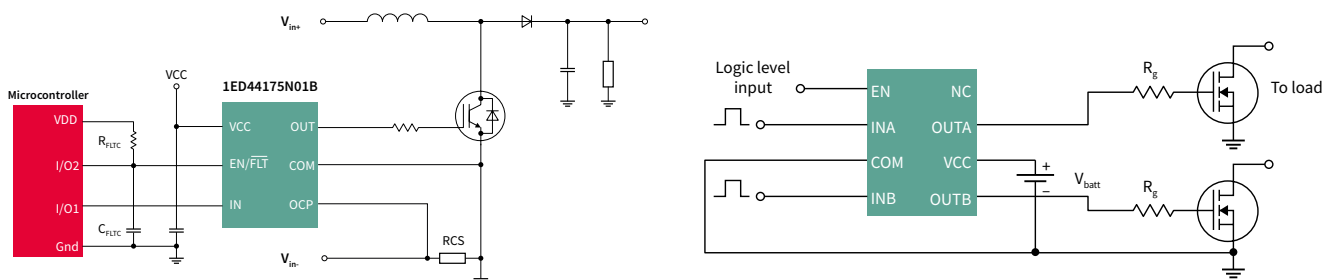 Vin+
VCC
1ED44175N01B
Microcontroller
VDD
RFLTC
VCC
OUT
I/O2
EN/FLT
COM
I/O1
IN
OCP
CFLTC
Gnd
RCS
Vin-
Logic level
input
EN
NC
Rg
To load
INA
OUTA
COM
VCC
+
Vbatt
Rg
−
INB
OUTB